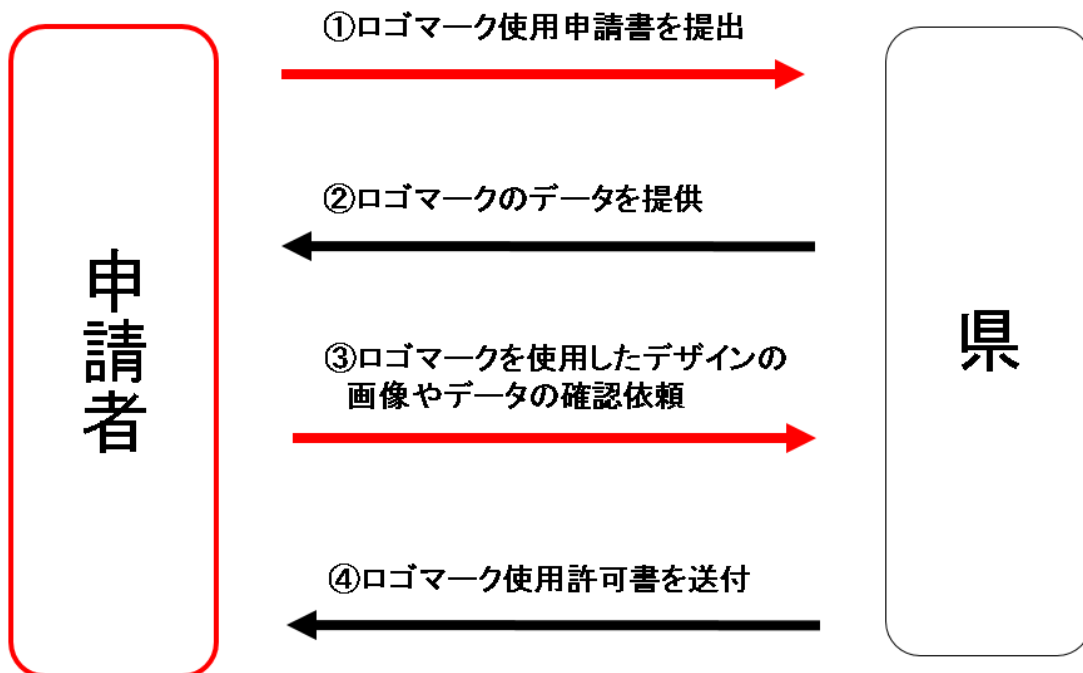 ①ロゴマーク使用申請書を提出
②ロゴマークのデータを提供
申請者
県
③ロゴマークを使用したデザインの
画像やデータの確認依頼
④ロゴマーク使用許可書を送付